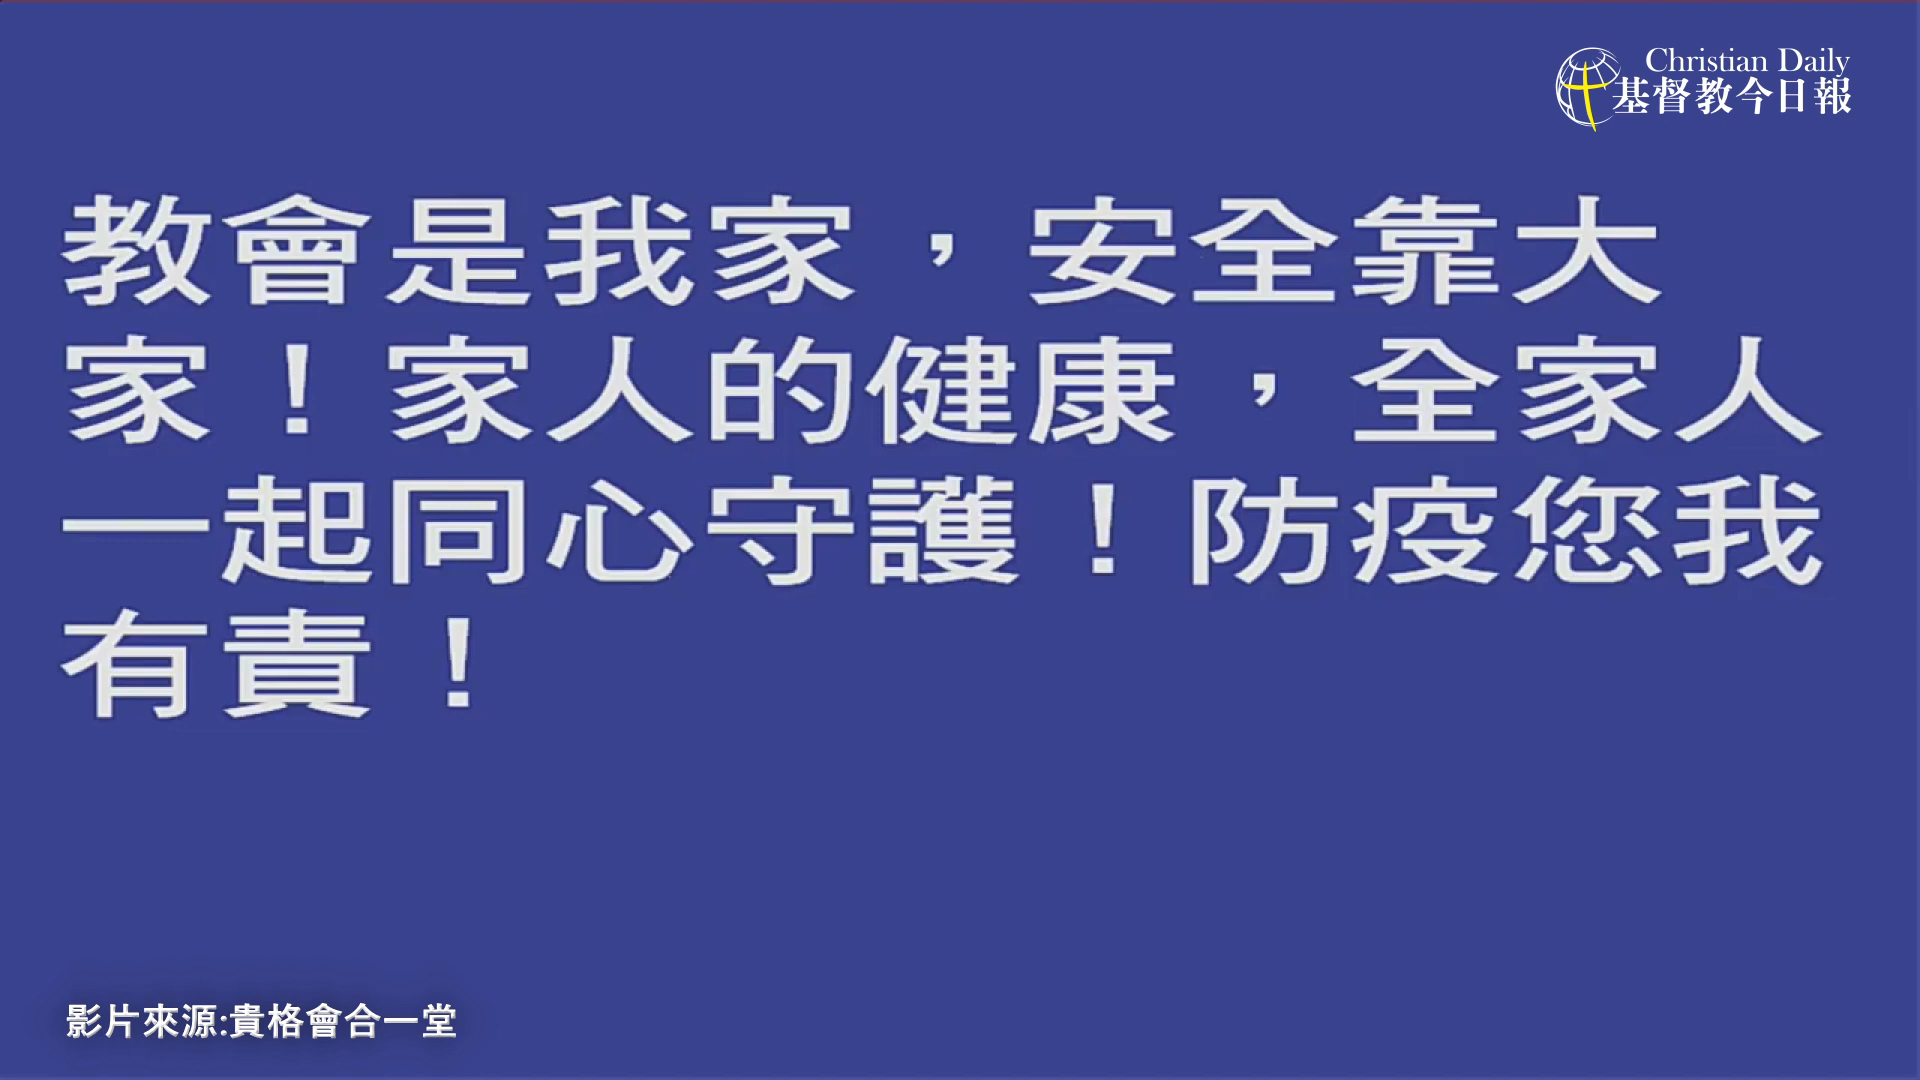 Christian Daily
基督教今日報
教會是我家，安全靠大
家！家人的健康，全家人
一起同心守護！防疫您我
有責！
影片來源:貴格會合一堂